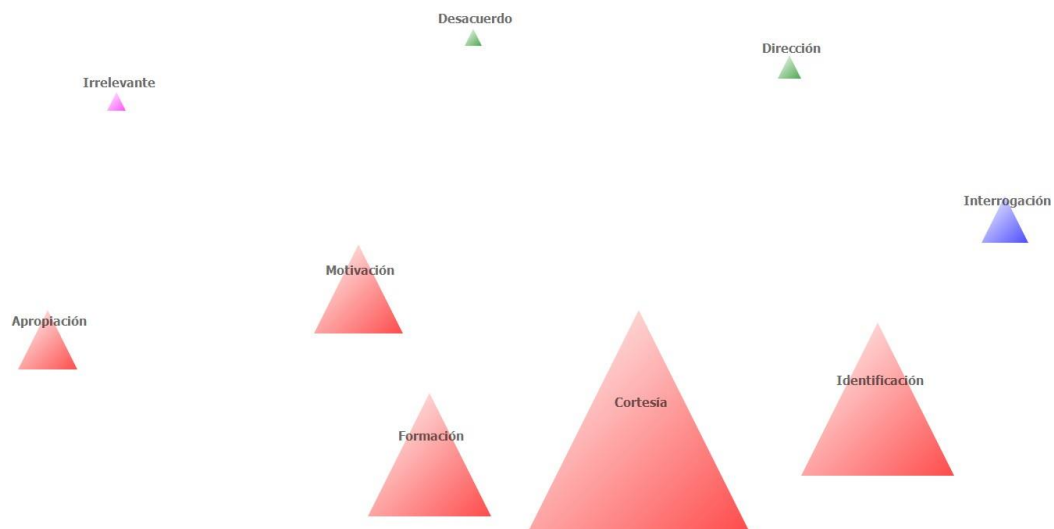 Desacuerdo
Dirección
Irrelevante
Interrogación
Motivación
Apropiación
Identificación
Cortesía
Formación